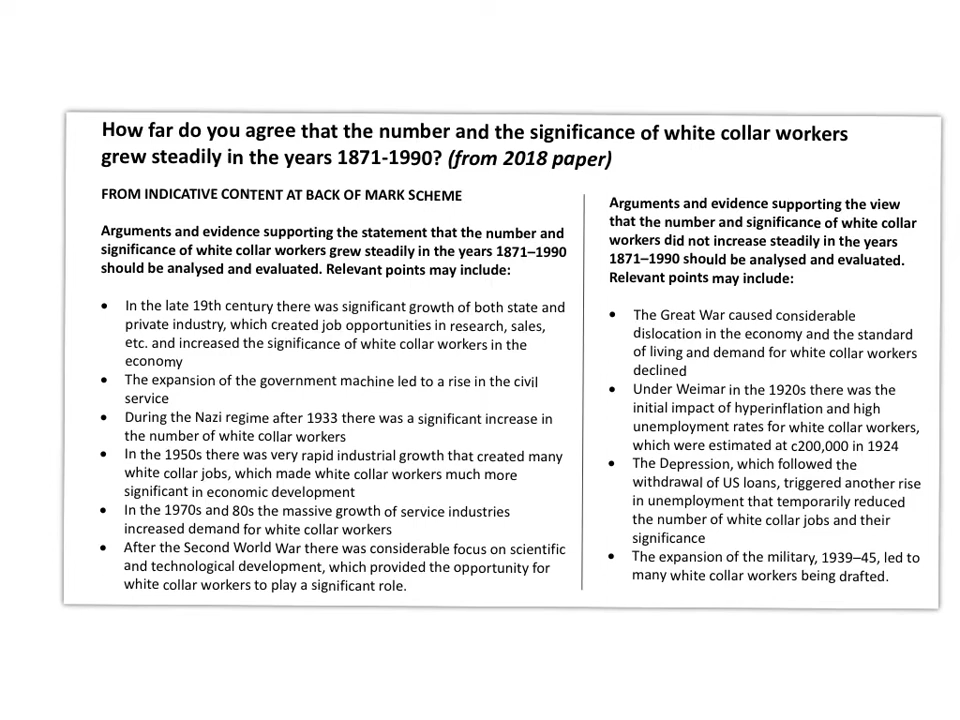 How far do you agree that the number and the significance of white collar workers
grew steadily in the years 1871-1990? (from 2018 paper)
FROM INDICATIVE CONTENT AT BACK OF MARK SCHEME
Arguments and evidence supporting the statement that the number and
significance of white collar workers grew steadily in the years 1871–1990
should be analysed and evaluated. Relevant points may include:
• In the late 19th century there was significant growth of both state and
private industry, which created job opportunities in research, sales,
etc. and increased the significance of white collar workers in the
economy
• The expansion of the government machine led to a rise in the civil
service
• During the Nazi regime after 1933 there was a significant increase in
the number of white collar workers
• In the 1950s there was very rapid industrial growth that created many
white collar jobs, which made white collar workers much more
significant in economic development
• In the 1970s and 80s the massive growth of service industries
increased demand for white collar workers
• After the Second World War there was considerable focus on scientific
and technological development, which provided the opportunity for
white collar workers to play a significant role.
Arguments and evidence supporting the view
that the number and significance of white collar
workers did not increase steadily in the years
1871–1990 should be analysed and evaluated.
Relevant points may include:
• The Great War caused considerable
dislocation in the economy and the standard
of living and demand for white collar workers
declined
• Under Weimar in the 1920s there was the
initial impact of hyperinflation and high
unemployment rates for white collar workers,
which were estimated at c200,000 in 1924
• The Depression, which followed the
withdrawal of US loans, triggered another rise
in unemployment that temporarily reduced
the number of white collar jobs and their
significance
• The expansion of the military, 1939–45, led to
many white collar workers being drafted.